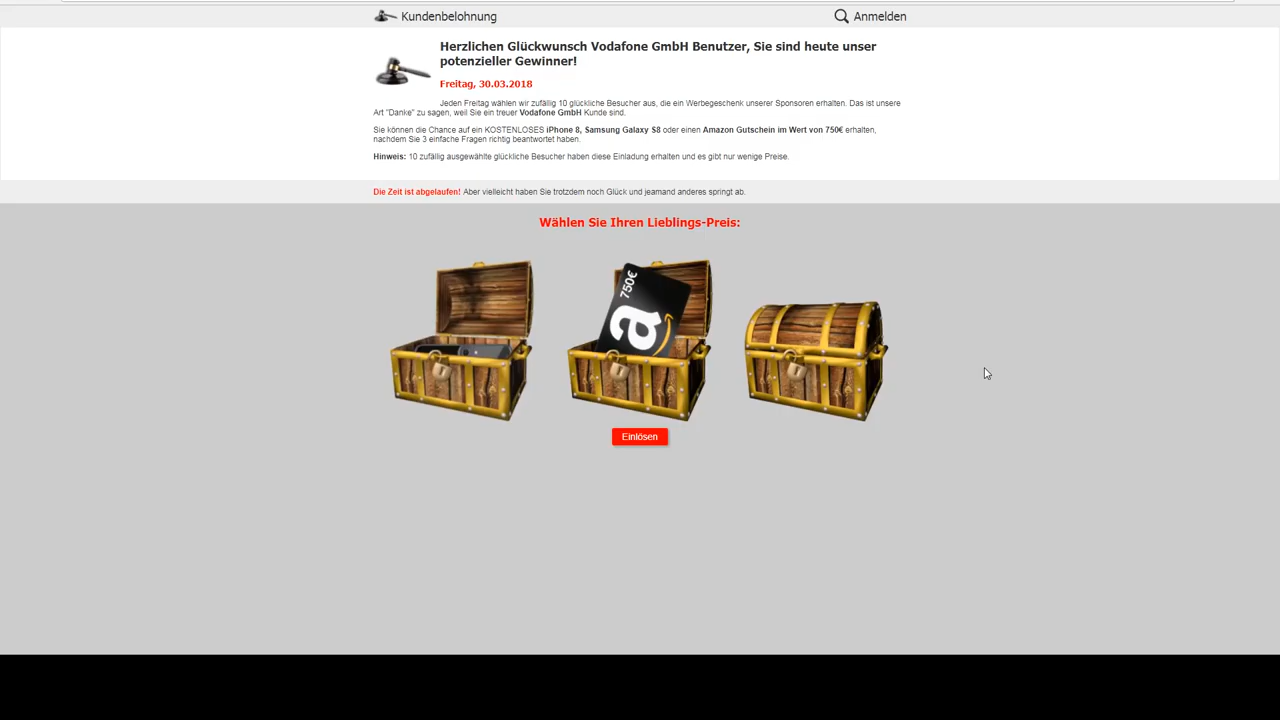 Kundenbelohnung
Anmelden
Herzlichen Glückwunsch Vodafone GmbH Benutzer, Sie sind heute unser
potenzieller Gewinner!
Freitag, 30.03.2018
Jeden Freitag wählen wir zufällig 10 glückliche Besucher aus, die ein Werbegeschenk unserer Sponsoren erhalten. Das ist unsere
Art "Danke" zu sagen, weil Sie ein treuer Vodafone GmbH Kunde sind.
Sie können die Chance auf ein KOSTENLOSES iPhone 8, Samsung Galaxy S8 oder einen Amazon Gutschein im Wert von 750€ erhalten,
nachdem Sie 3 einfache Fragen richtig beantwortet haben.
Hinweis: 10 zufällig ausgewählte glückliche Besucher haben diese Einladung erhalten und es gibt nur wenige Preise.
Die Zeit ist abgelaufen! Aber vielleicht haben Sie trotzdem noch Glück und jeamand anderes springt ab.
Wählen Sie Ihren Lieblings-Preis:
750€
a
Einlösen